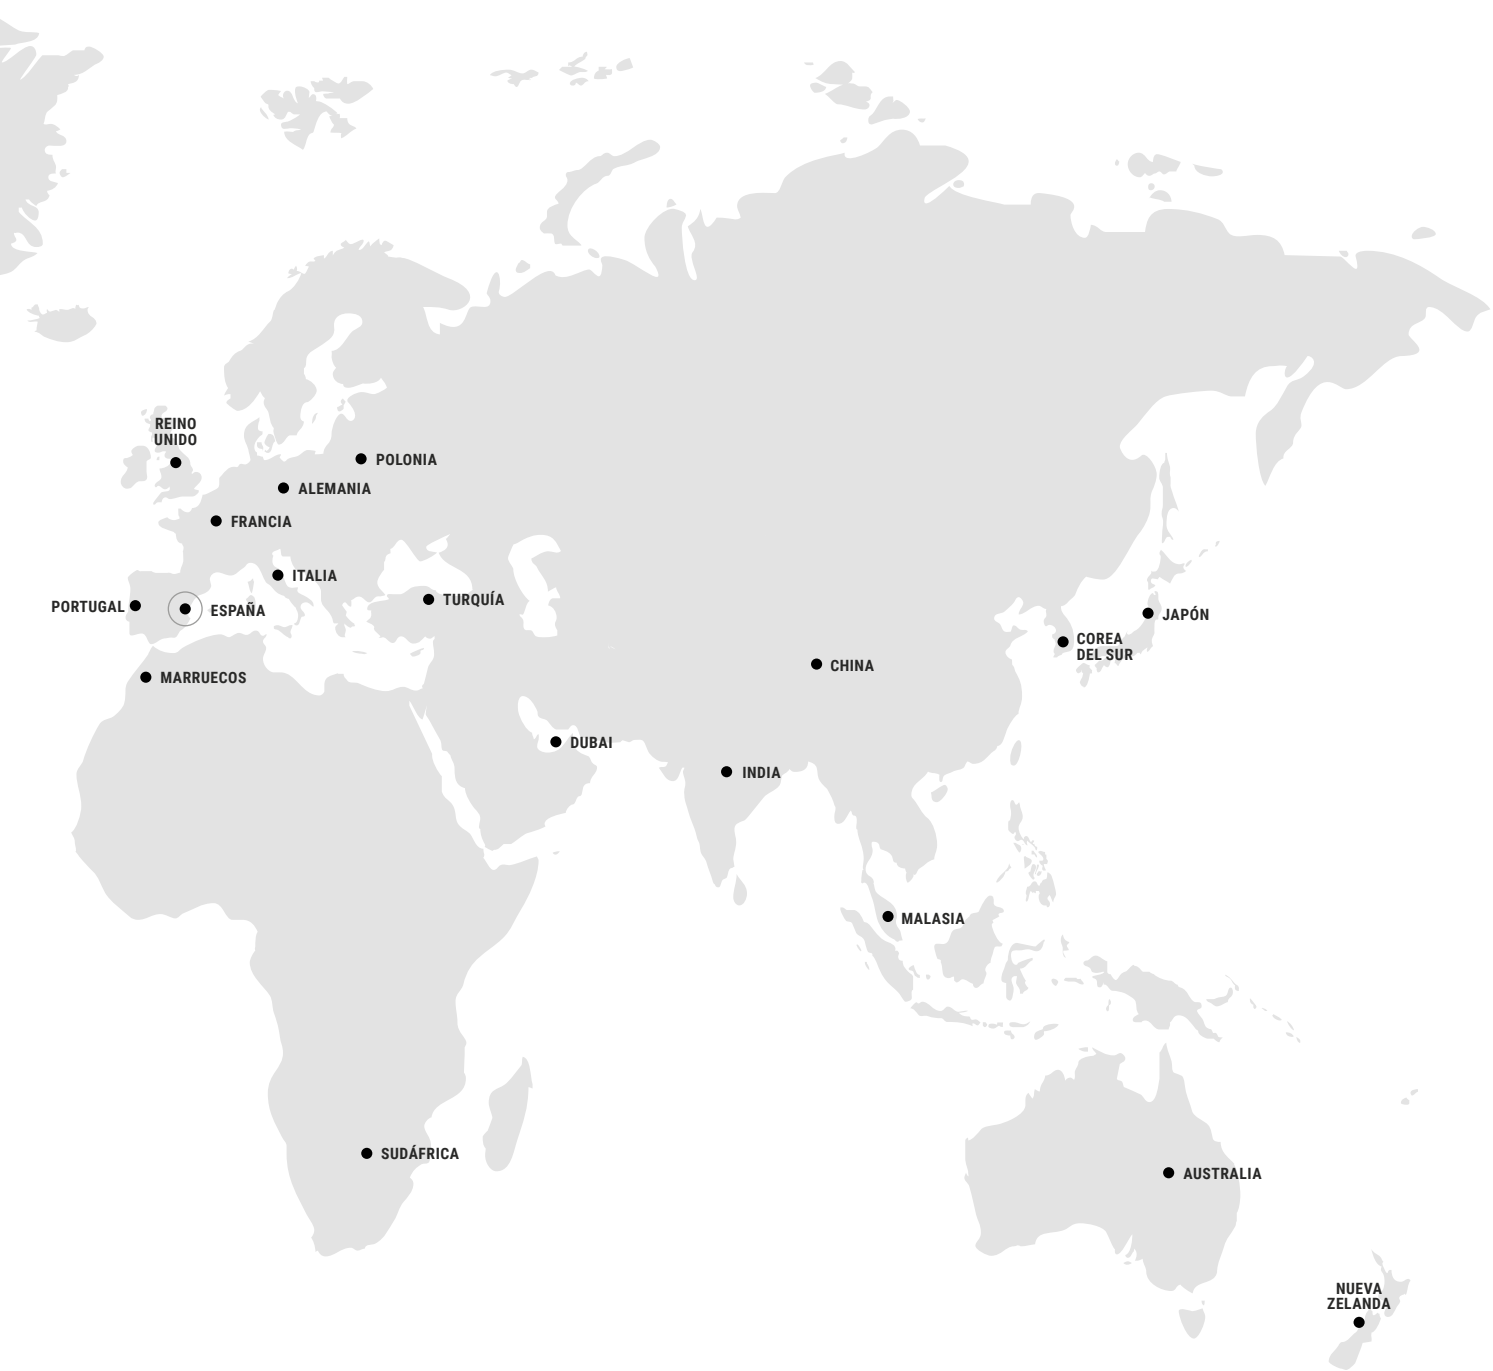 REINO
UNIDO
POLONIA
ALEMANIA
FRANCIA
ITALIA
TURQUÍA
PORTUGAL
ESPAÑA
JAPÓN
COREA
DEL SUR
CHINA
MARRUECOS
DUBAI
INDIA
MALASIA
SUDÁFRICA
AUSTRALIA
NUEVA
ZELANDA